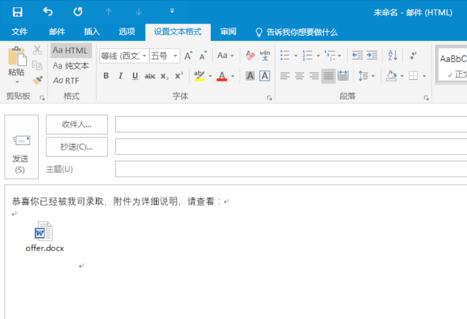 未命名 - 邮件 (HTML)
文件 邮件 插入 选项 设置文本格式 审阅 告诉我你想要做什么
粘贴
剪贴板
Aa HTML
Aa 纯文本
Aa RTF
格式
等线 (西文 五号
B I U abc x₂ x²
字体
段落
AaBbC
正文
发送
(S)
收件人...
抄送(C)...
主题(U)
恭喜你已经被我司录取，附件为详细说明，请查看：
offer.docx